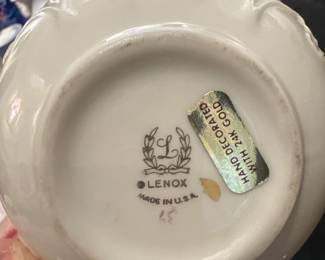 L
LENOX
MADE IN U.S.A.
HAND DECORATED
WITH 24K GOLD